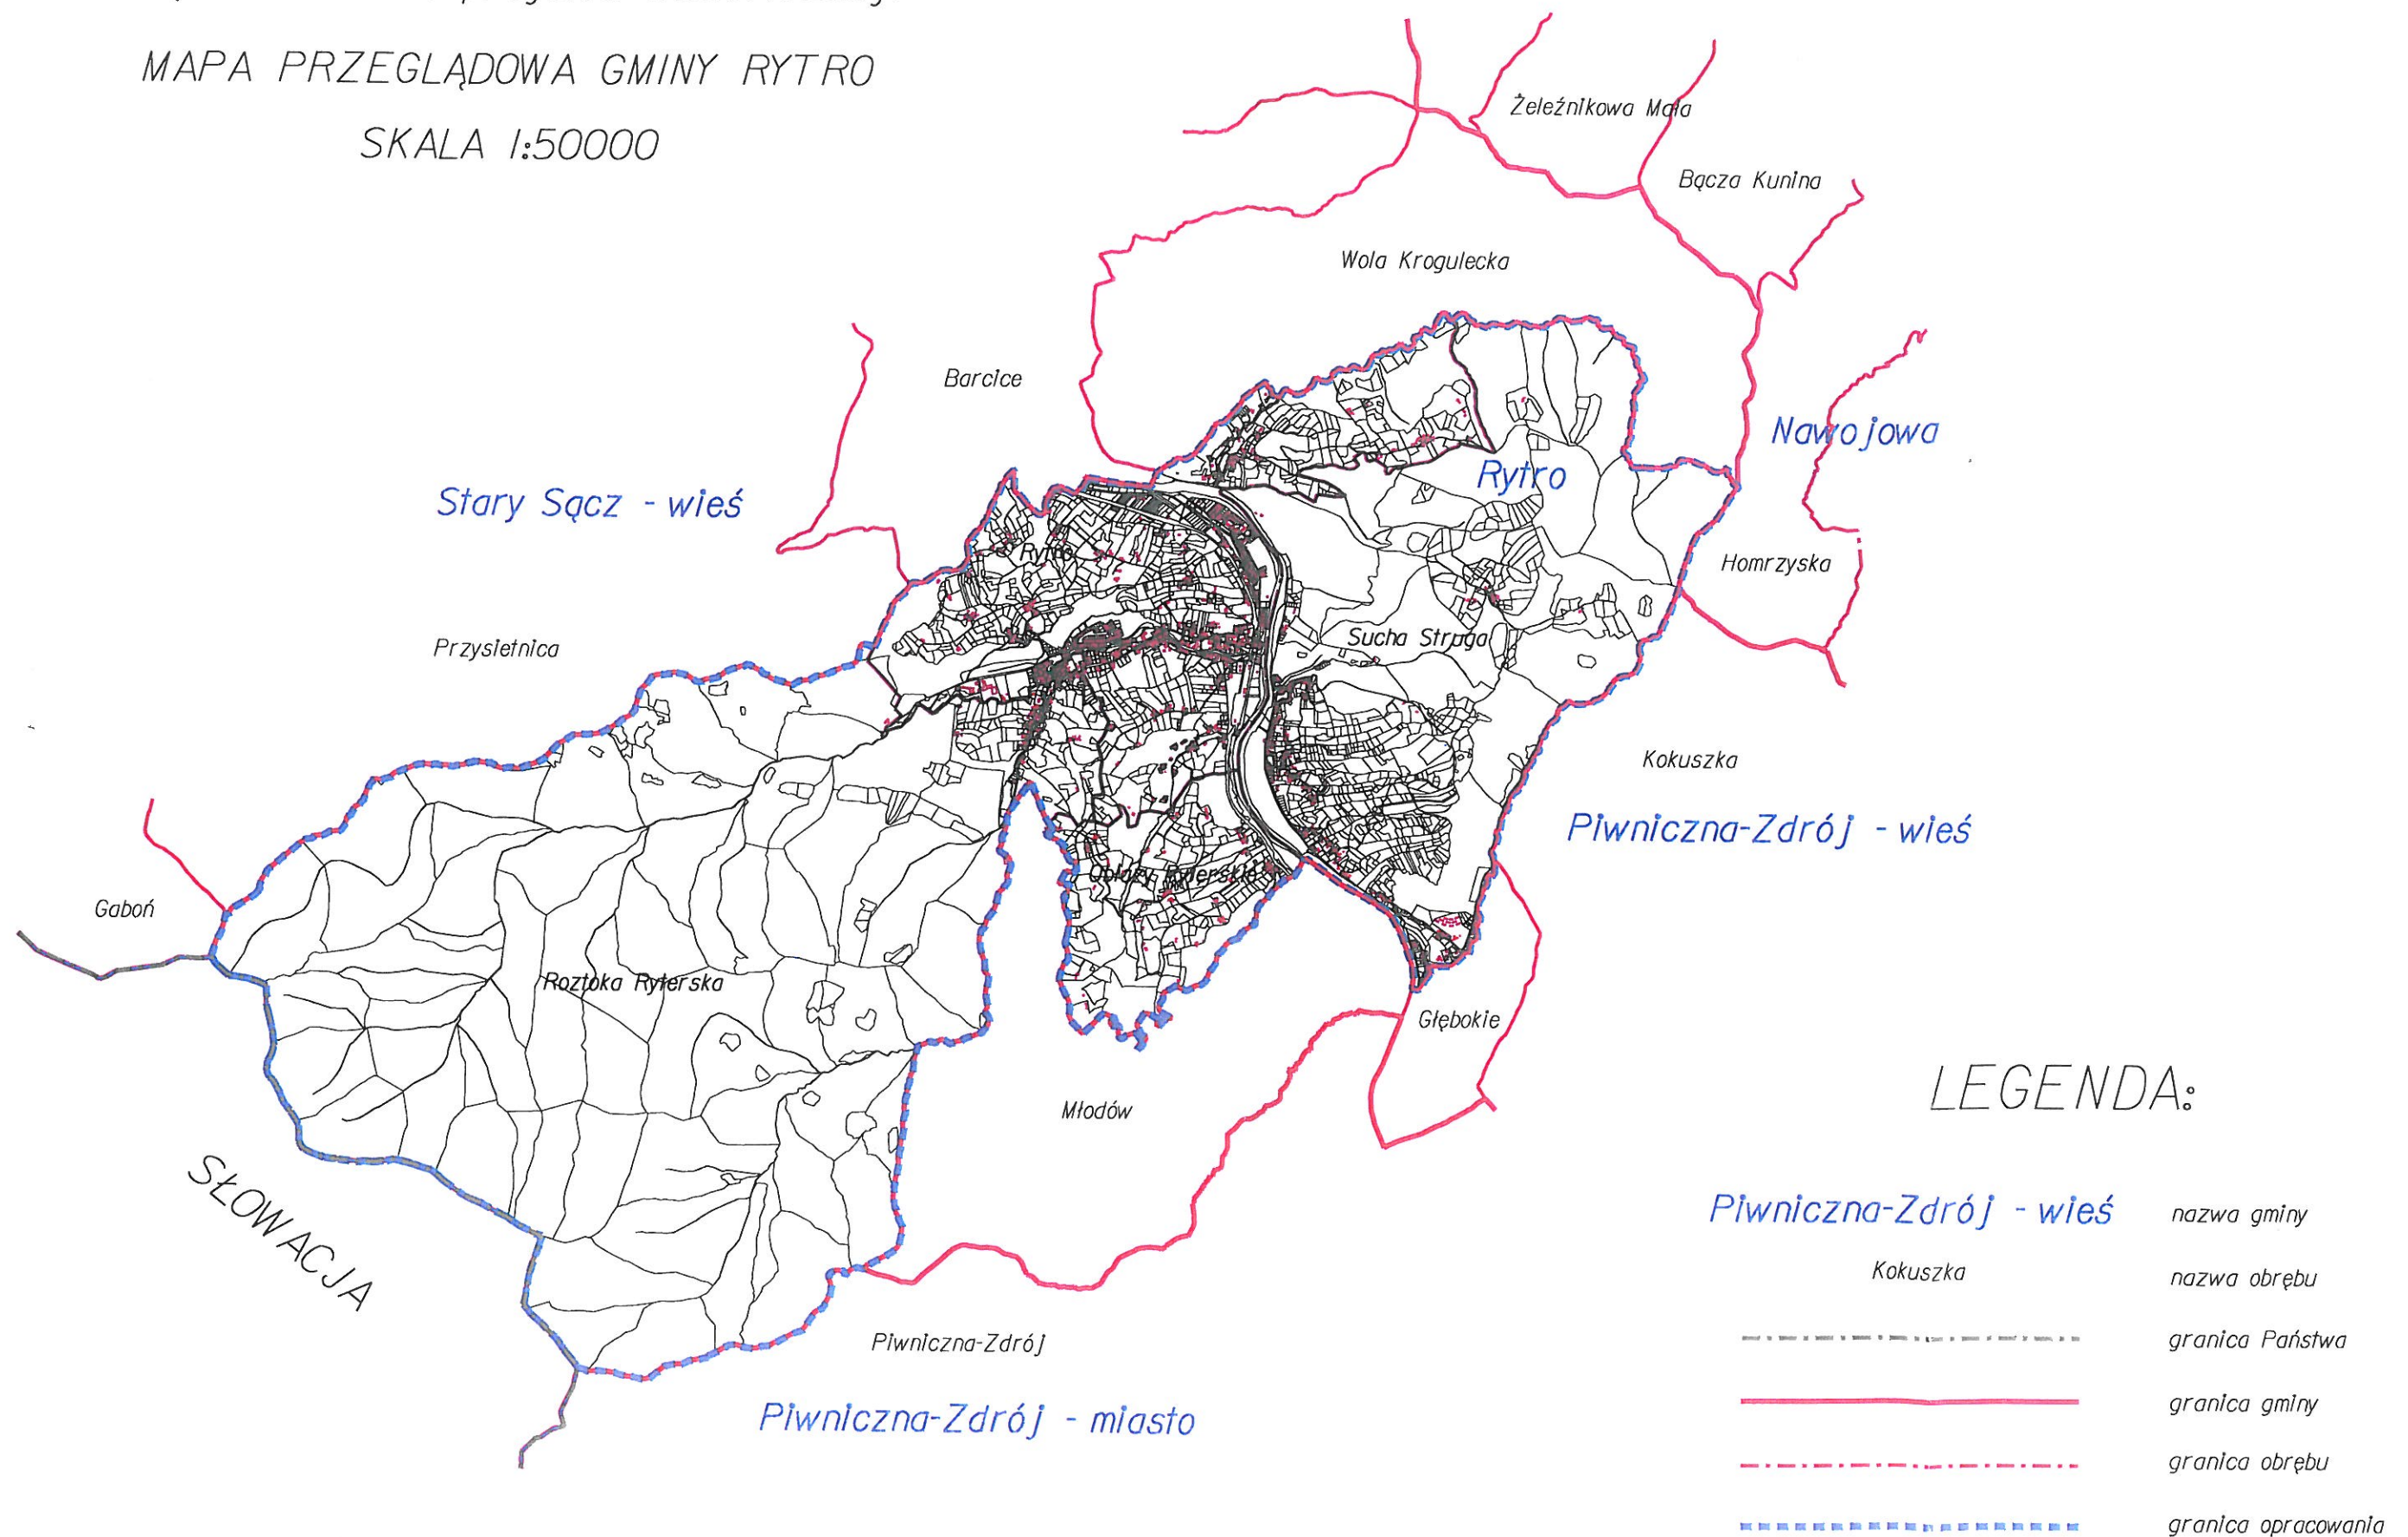 MAPA PRZEGLĄDOWA GMINY RYTRO
SKALA 1:50000
Żeleźnikowa Mała
Bącza Kunina
Wola Krogulecka
Barcice
Nawojowa
Rytro
Stary Sącz - wieś
Rytro
Homrzyska
Sucha Struga
Przysietnica
Kokuszka
Piwniczna-Zdrój - wieś
Obłazy Ryterskie
Gaboń
Roztoka Ryterska
Głębokie
Młodów
SŁOWACJA
Piwniczna-Zdrój
Piwniczna-Zdrój - miasto
LEGENDA:
Piwniczna-Zdrój - wieś nazwa gminy
Kokuszka nazwa obrębu
granica Państwa
granica gminy
granica obrębu
granica opracowania